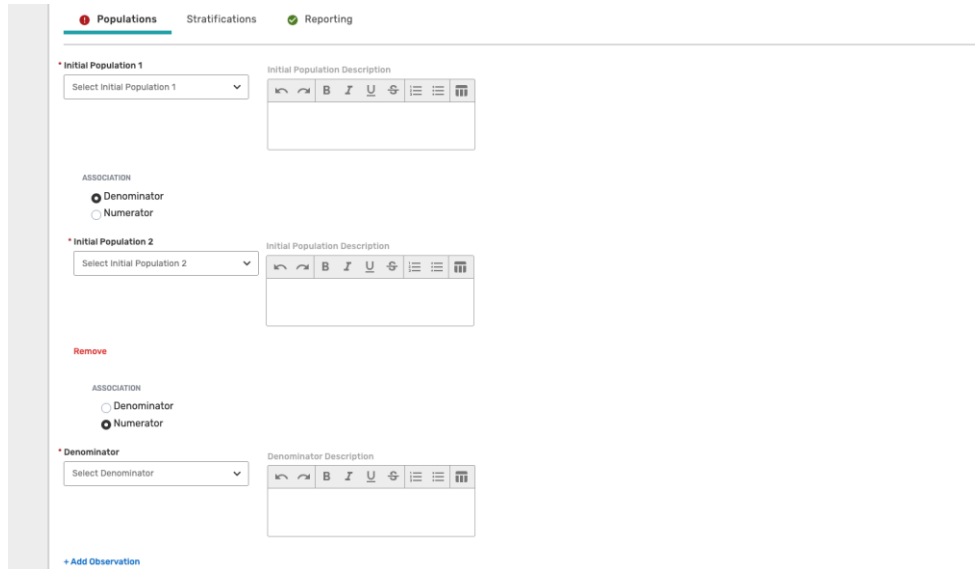 Populations Stratifications Reporting
* Initial Population 1
Initial Population Description
Select Initial Population 1
B I U S
ASSOCIATION
Denominator
Numerator
* Initial Population 2
Initial Population Description
Select Initial Population 2
B I U S
Remove
ASSOCIATION
Denominator
Numerator
* Denominator
Denominator Description
Select Denominator
B I U S
+ Add Observation